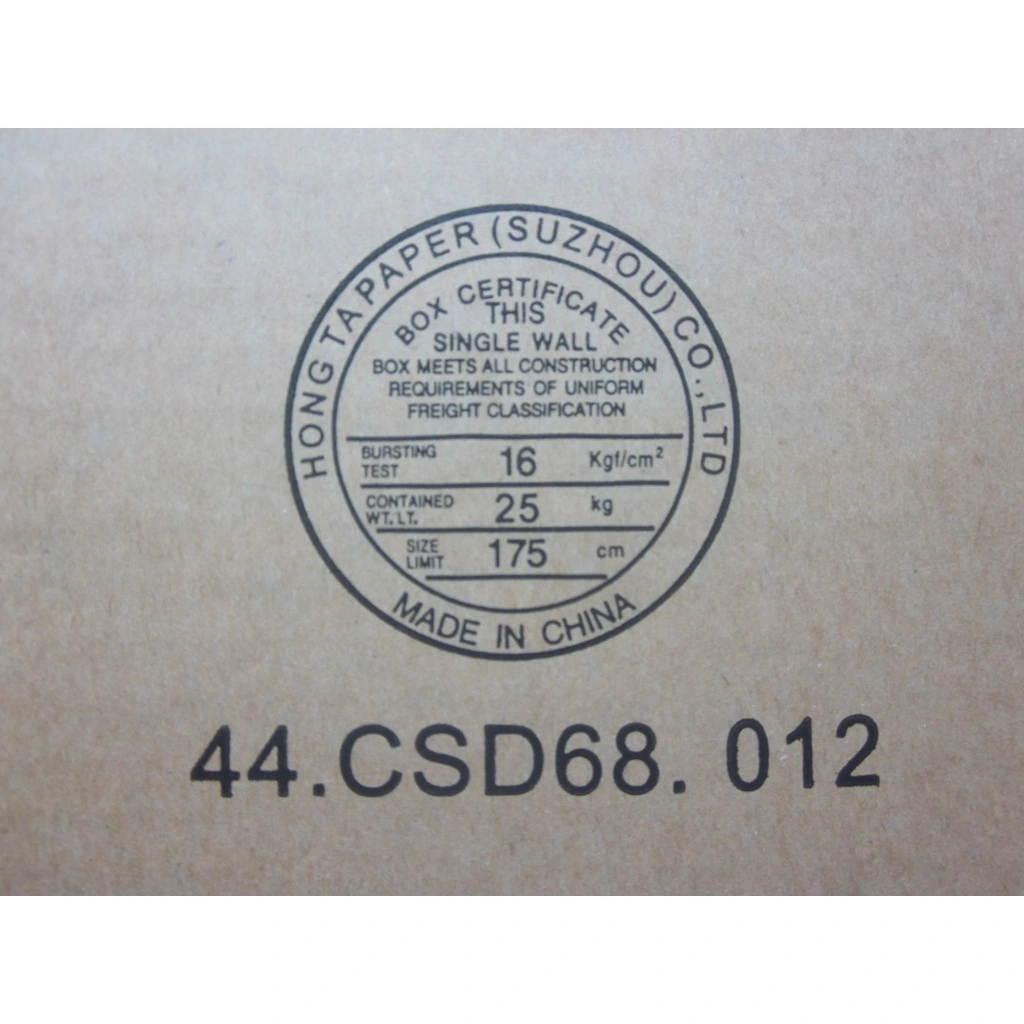 HONG TA PAPER (SUZHOU) CO.,LTD
BOX CERTIFICATE
THIS
SINGLE WALL
BOX MEETS ALL CONSTRUCTION
REQUIREMENTS OF UNIFORM
FREIGHT CLASSIFICATION
BURSTING TEST 16 Kgf/cm²
CONTAINED WT. LT. 25 kg
SIZE LIMIT 175 cm
MADE IN CHINA
44.CSD68. 012